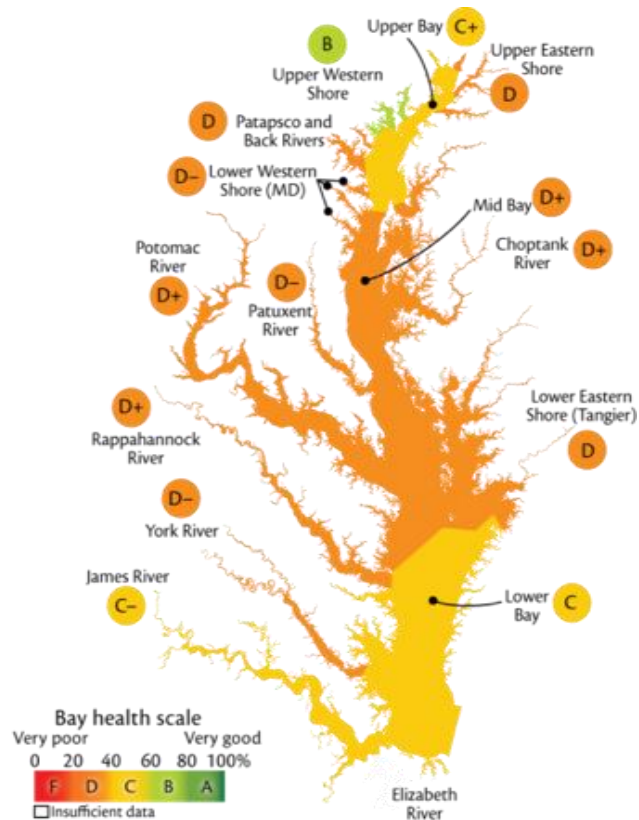 Upper Bay
C+
B
Upper Western
Shore
Upper Eastern
Shore
D
D
Patapsco and
Back Rivers
D–
Lower Western
Shore (MD)
Mid Bay
D+
Potomac
River
D+
D–
Patuxent
River
Choptank
River
D+
D+
Rappahannock
River
Lower Eastern
Shore (Tangier)
D
D–
York River
James River
C–
Lower
Bay
C
Bay health scale
Very poor Very good
0 20 40 60 80 100%
F D C B A
Insufficient data
Elizabeth
River